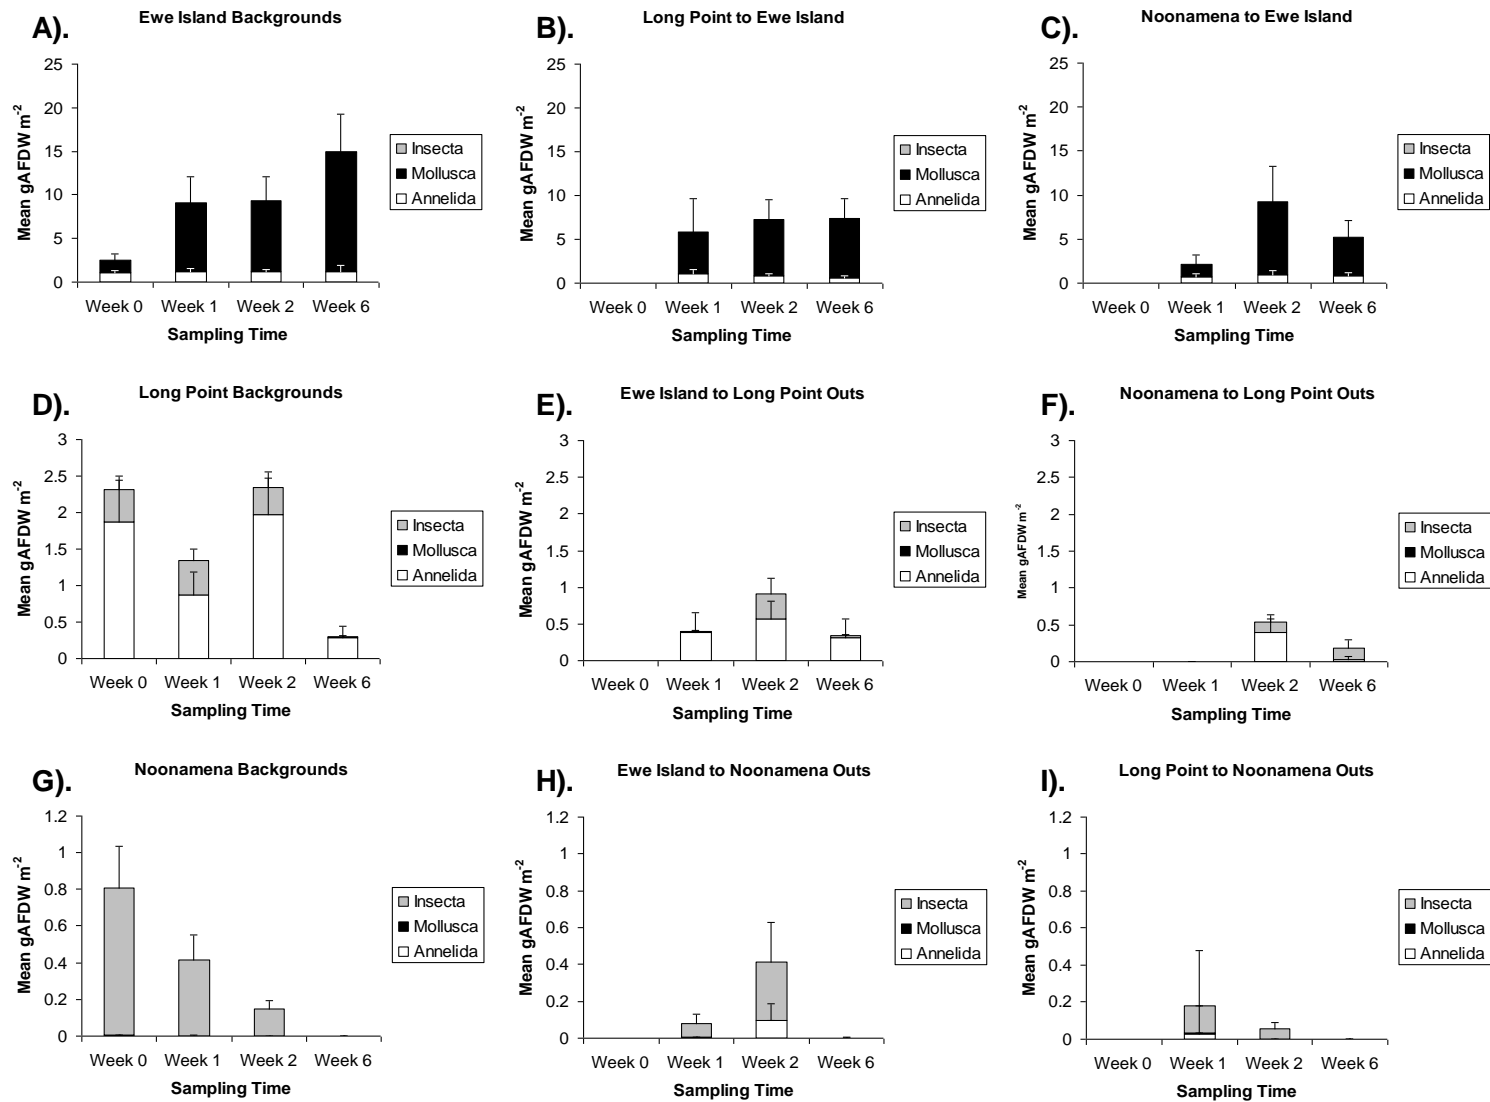 A).
Ewe Island Backgrounds
Mean gAFDW m-2
25
20
15
10
5
0
Week 0 Week 1 Week 2 Week 6
Sampling Time
Insecta
Mollusca
Annelida
B).
Long Point to Ewe Island
Mean gAFDW m-2
25
20
15
10
5
0
Week 0 Week 1 Week 2 Week 6
Sampling Time
Insecta
Mollusca
Annelida
C).
Noonamena to Ewe Island
Mean gAFDW m-2
25
20
15
10
5
0
Week 0 Week 1 Week 2 Week 6
Sampling Time
Insecta
Mollusca
Annelida
D).
Long Point Backgrounds
Mean gAFDW m-2
3
2.5
2
1.5
1
0.5
0
Week 0 Week 1 Week 2 Week 6
Sampling Time
Insecta
Mollusca
Annelida
E).
Ewe Island to Long Point Outs
Mean gAFDW m-2
3
2.5
2
1.5
1
0.5
0
Week 0 Week 1 Week 2 Week 6
Sampling Time
Insecta
Mollusca
Annelida
F).
Noonamena to Long Point Outs
Mean gAFDW m-2
3
2.5
2
1.5
1
0.5
0
Week 0 Week 1 Week 2 Week 6
Sampling Time
Insecta
Mollusca
Annelida
G).
Noonamena Backgrounds
Mean gAFDW m-2
1.2
1
0.8
0.6
0.4
0.2
0
Week 0 Week 1 Week 2 Week 6
Sampling Time
Insecta
Mollusca
Annelida
H).
Ewe Island to Noonamena Outs
Mean gAFDW m-2
1.2
1
0.8
0.6
0.4
0.2
0
Week 0 Week 1 Week 2 Week 6
Sampling Time
Insecta
Mollusca
Annelida
I).
Long Point to Noonamena Outs
Mean gAFDW m-2
1.2
1
0.8
0.6
0.4
0.2
0
Week 0 Week 1 Week 2 Week 6
Sampling Time
Insecta
Mollusca
Annelida